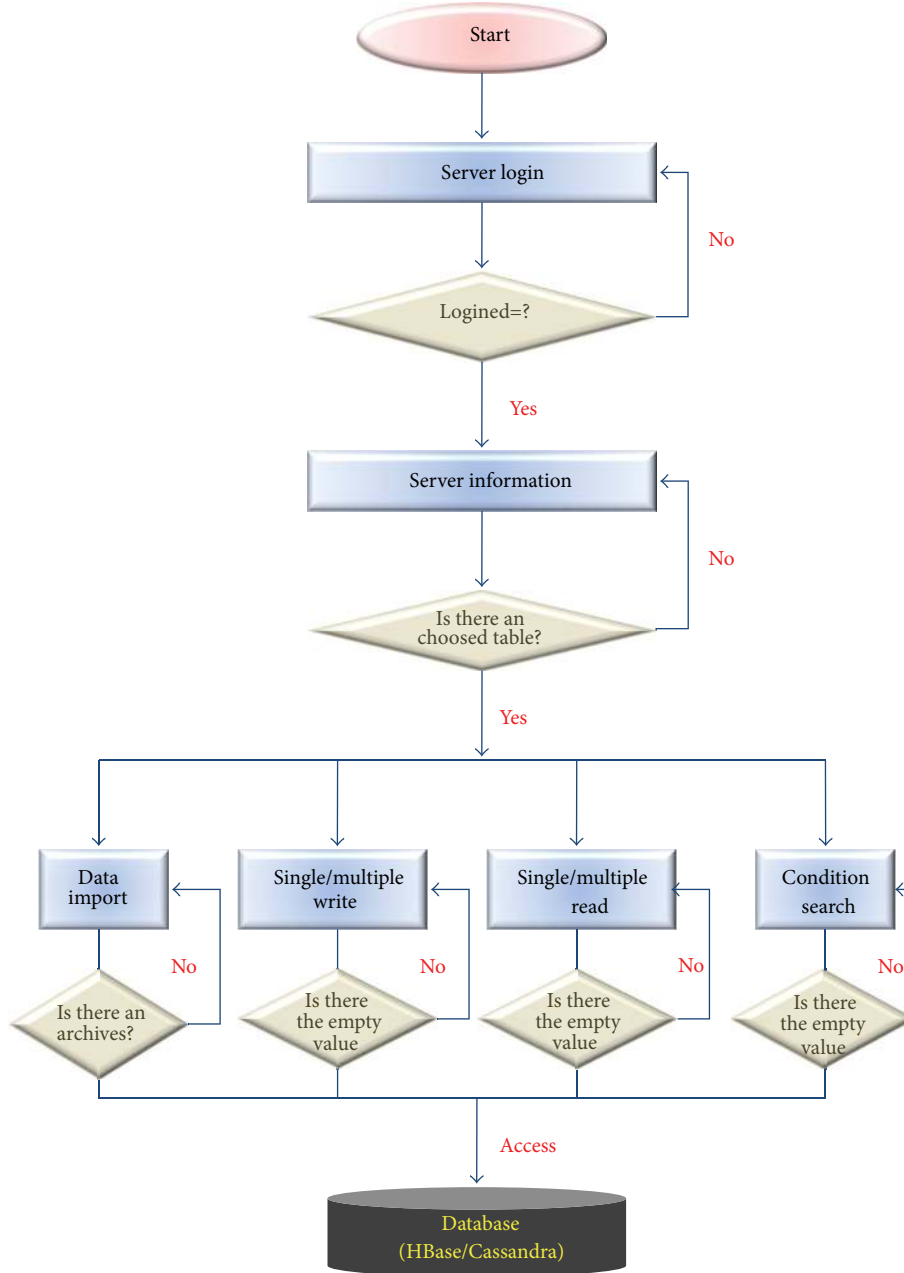 Start
Server login
No
Logined=?
Yes
Server information
No
Is there an
choosed table?
Yes
Data
import
Single/multiple
write
Single/multiple
read
Condition
search
No
No
No
No
Is there an
archives?
Is there
the empty
value
Is there
the empty
value
Is there
the empty
value
Access
Database
(HBase/Cassandra)